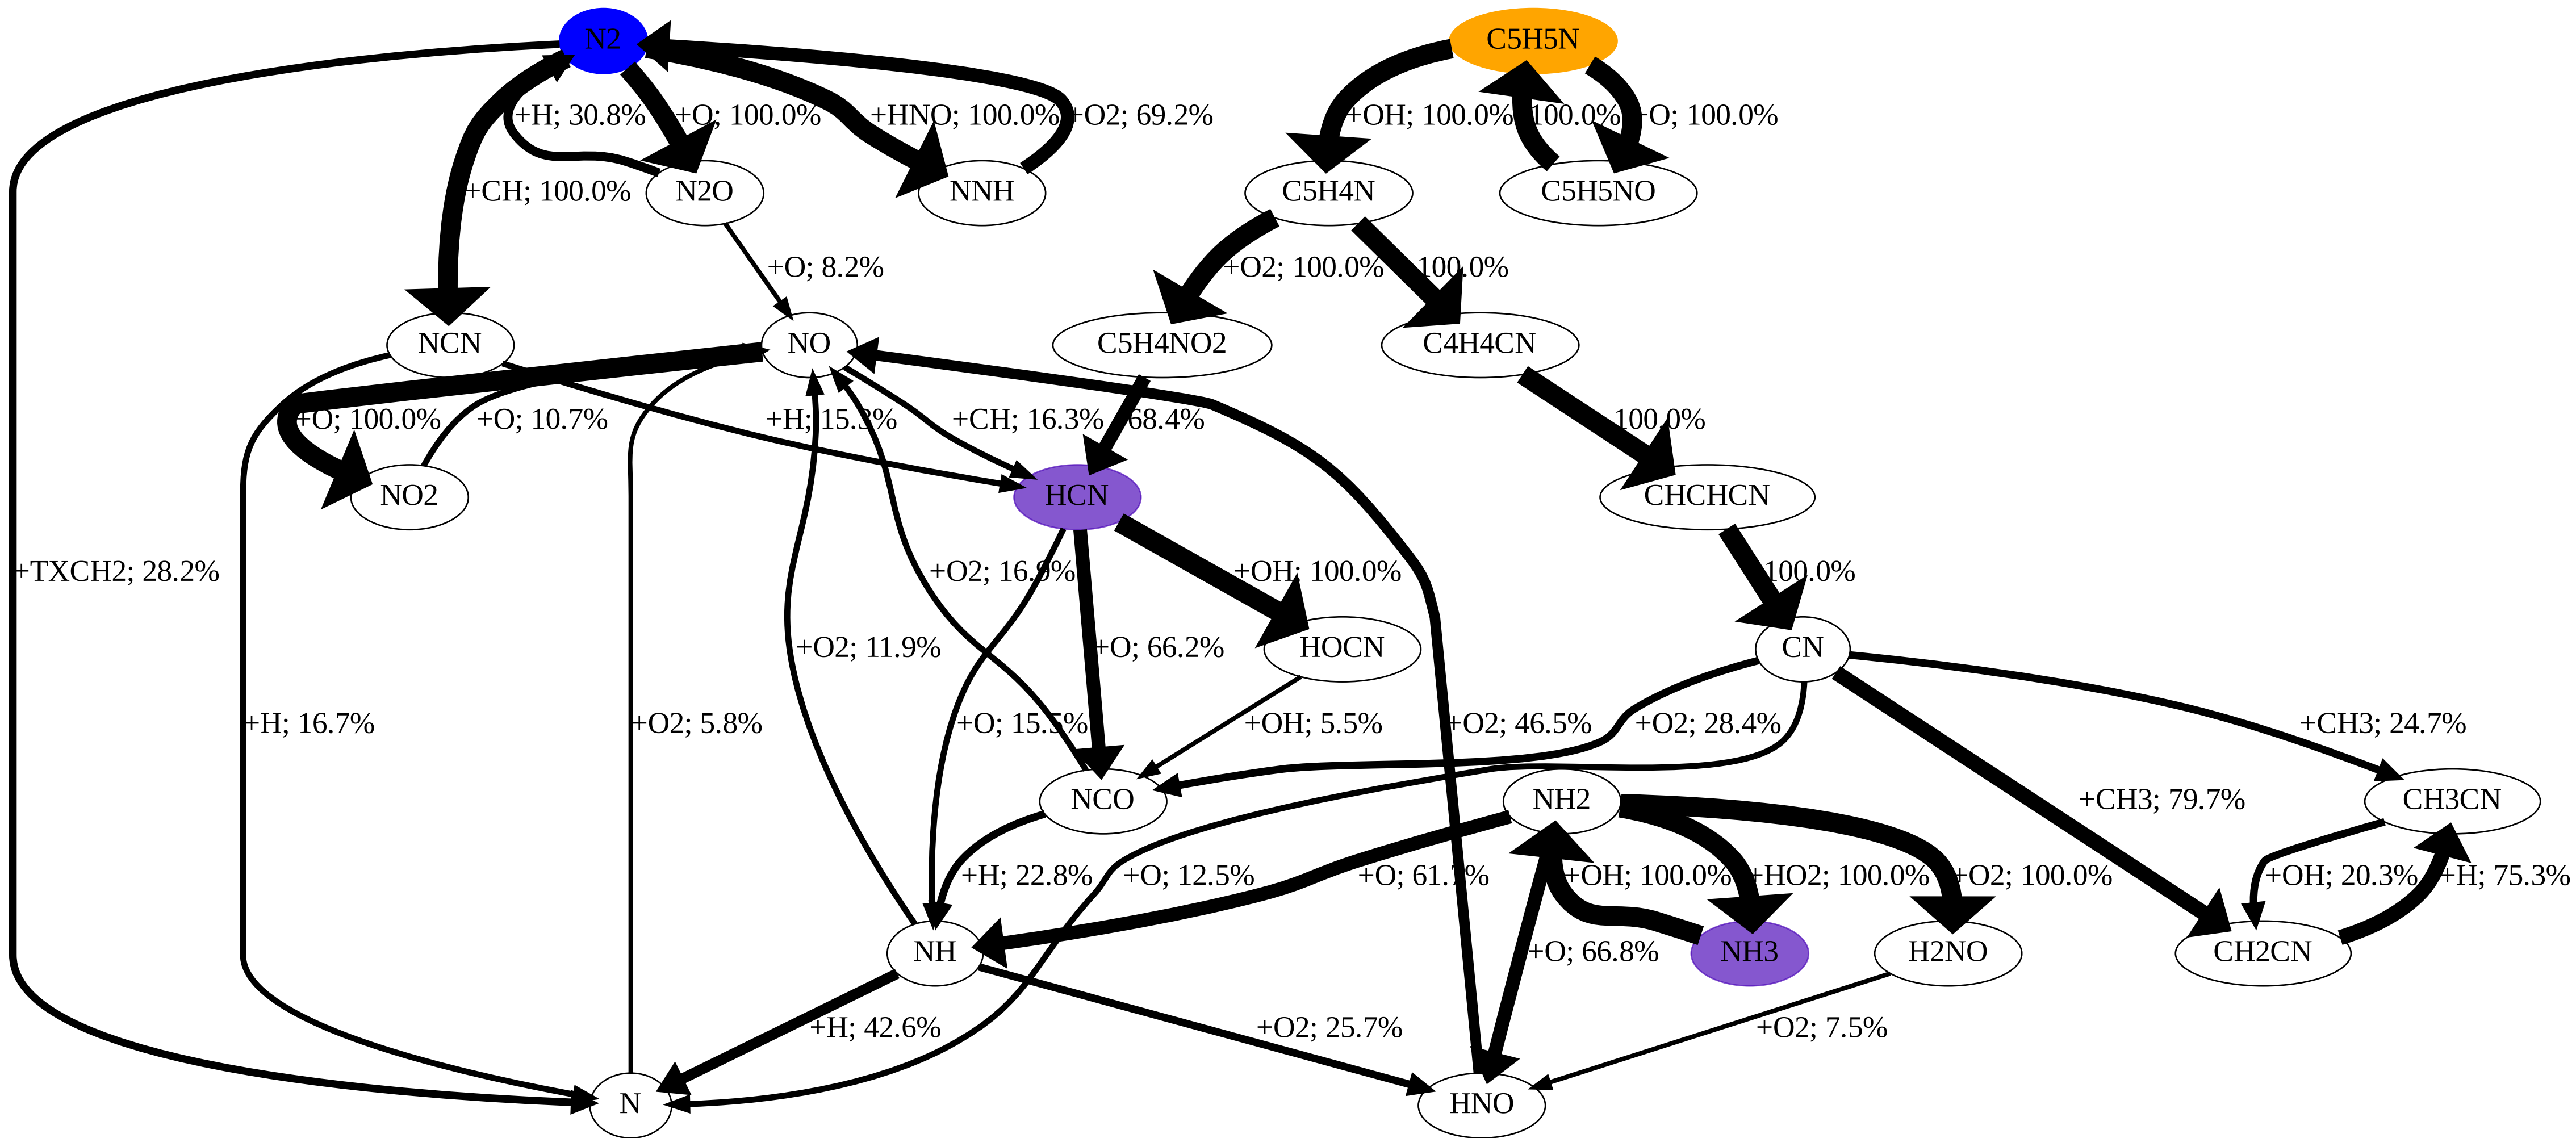 N2
C5H5N
+H; 30.8%
+O; 100.0%
+HNO; 100.0%
+O2; 69.2%
+OH; 100.0%
100.0%
+O; 100.0%
+CH; 100.0%
N2O
NNH
C5H4N
C5H5NO
+O; 8.2%
+O2; 100.0%
100.0%
NCN
NO
C5H4NO2
C4H4CN
+O; 100.0%
+O; 10.7%
+H; 15.3%
+CH; 16.3%
68.4%
100.0%
NO2
HCN
CHCHCN
+TXCH2; 28.2%
+O2; 16.9%
+OH; 100.0%
100.0%
+O2; 11.9%
+O; 66.2%
HOCN
CN
+H; 16.7%
+O2; 5.8%
+O; 15.5%
+OH; 5.5%
+O2; 46.5%
+O2; 28.4%
+CH3; 24.7%
NCO
NH2
+CH3; 79.7%
CH3CN
+H; 22.8%
+O; 12.5%
+O; 61.7%
+OH; 100.0%
+HO2; 100.0%
+O2; 100.0%
+OH; 20.3%
+H; 75.3%
NH
+O; 66.8%
NH3
H2NO
CH2CN
+H; 42.6%
+O2; 25.7%
+O2; 7.5%
N
HNO